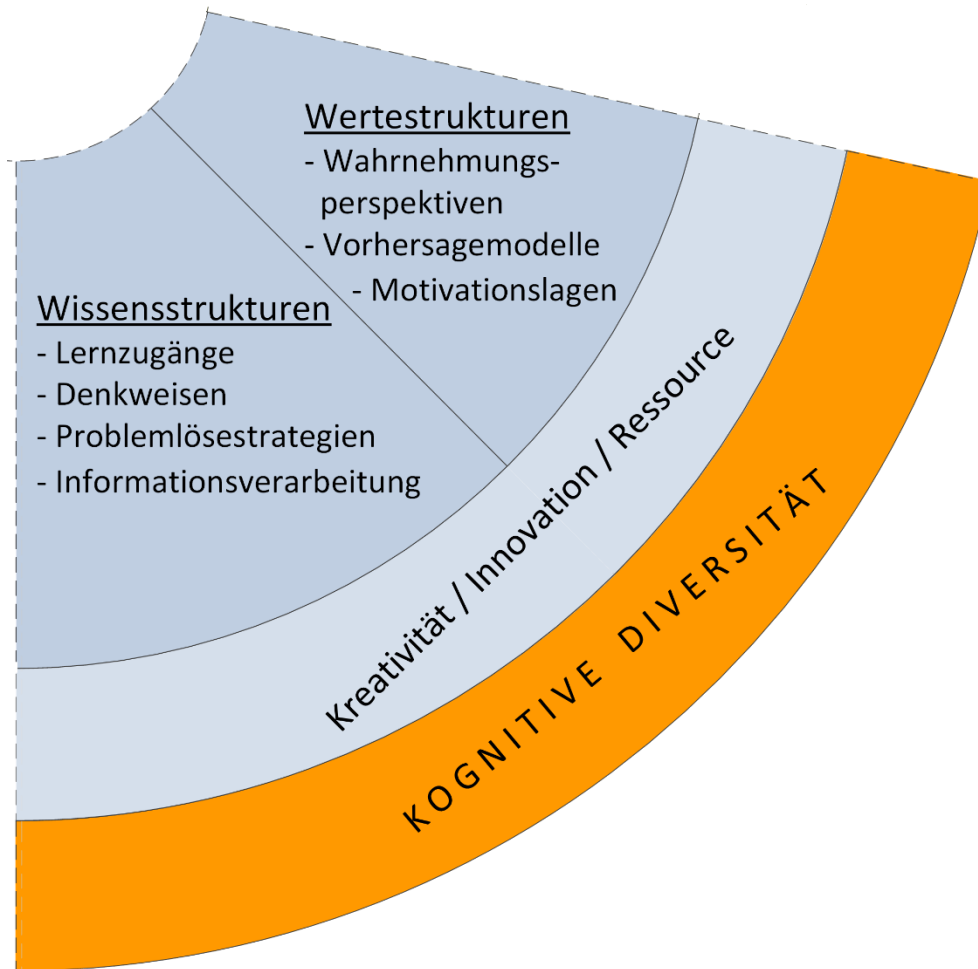 Wertestrukturen
- Wahrnehmungs-
perspektiven
- Vorhersagemodelle
- Motivationslagen
Wissensstrukturen
- Lernzugänge
- Denkweisen
- Problemlösestrategien
- Informationsverarbeitung
Kreativität / Innovation / Ressource
KOGNITIVE DIVERSITÄT